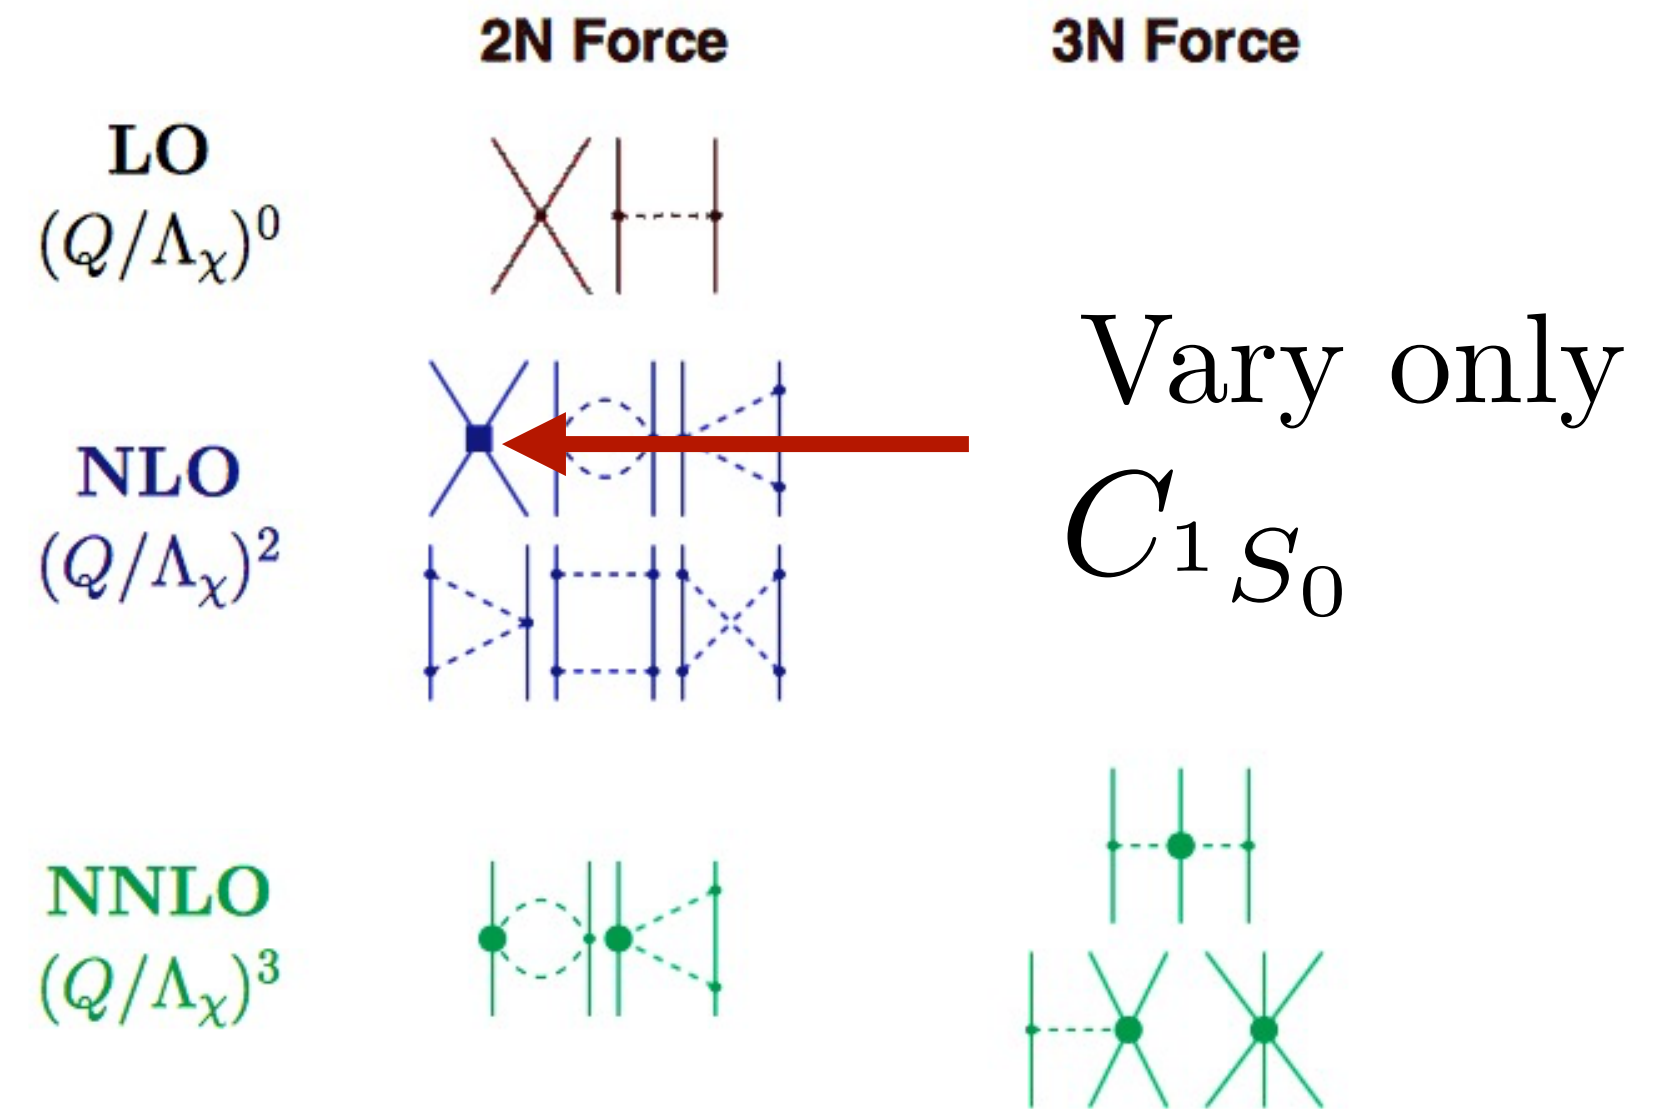 2N Force
3N Force
LO
(Q/Λχ)⁰
NLO
(Q/Λχ)²
Vary only
C₁S₀
NNLO
(Q/Λχ)³